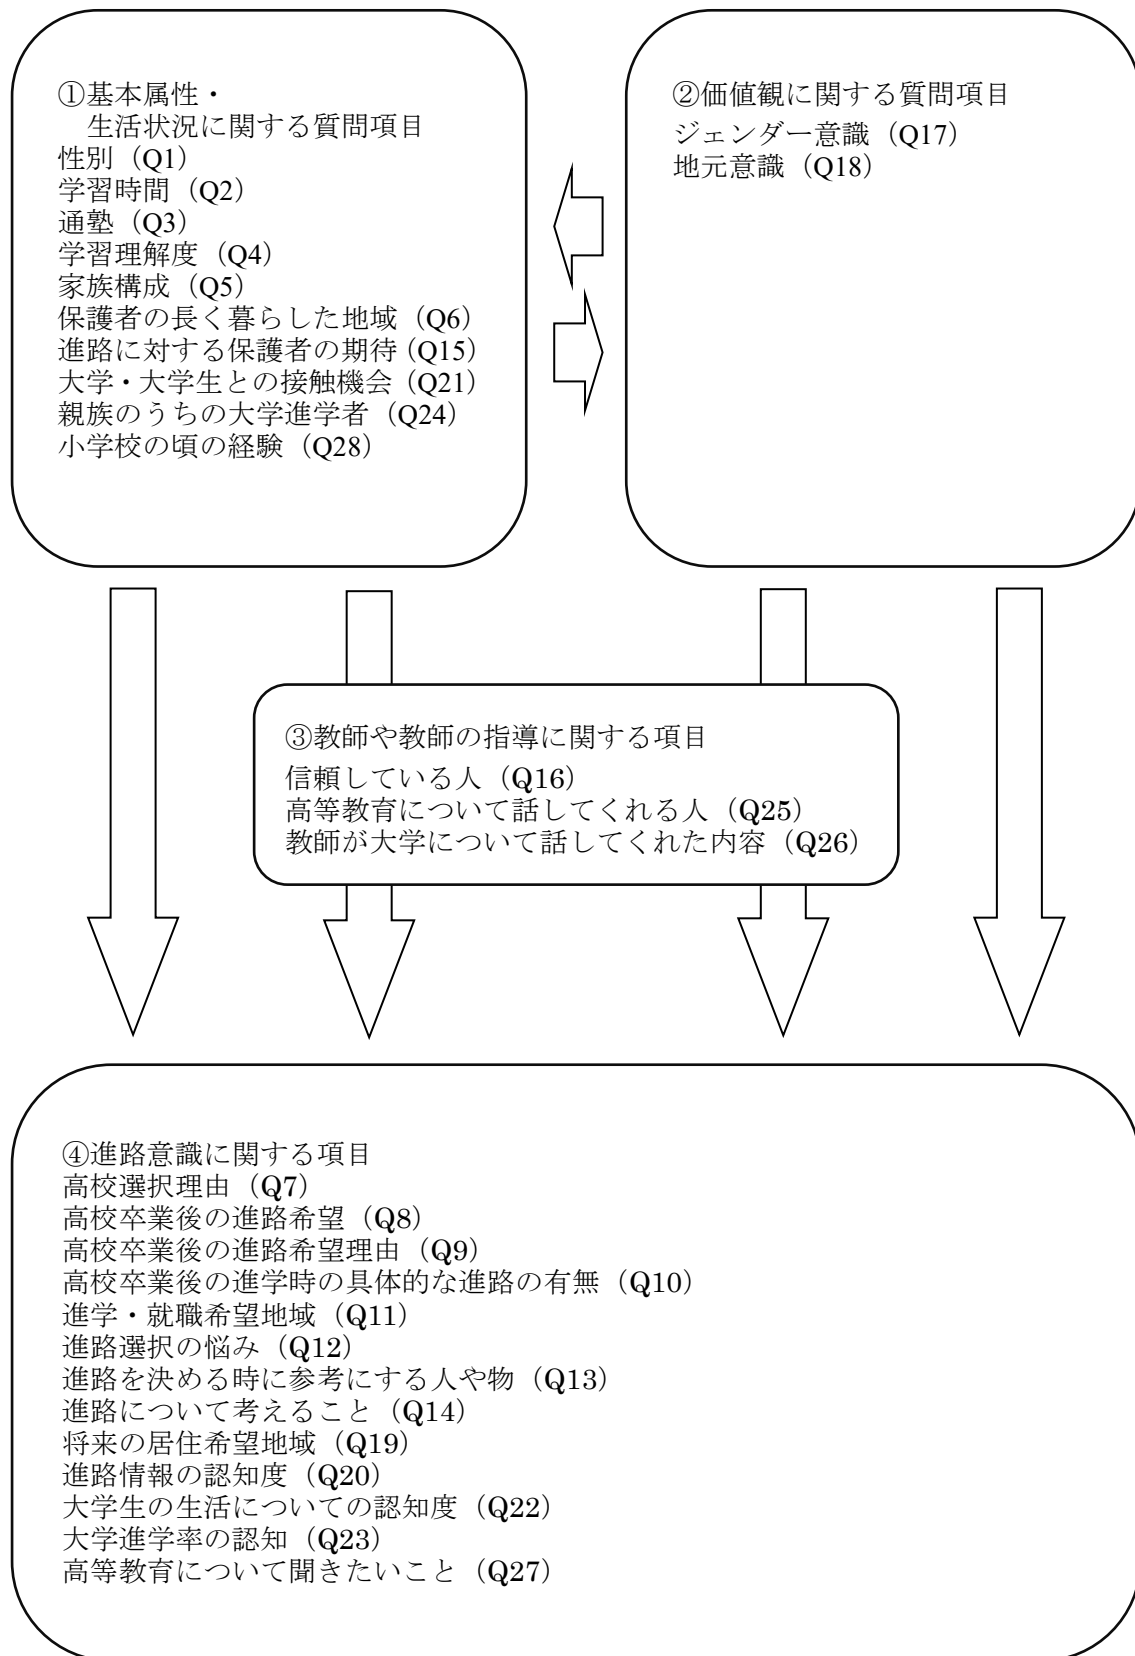 ①基本属性・
生活状況に関する質問項目
性別（Q1）
学習時間（Q2）
通塾（Q3）
学習理解度（Q4）
家族構成（Q5）
保護者の長く暮らした地域（Q6）
進路に対する保護者の期待（Q15）
大学・大学生との接触機会（Q21）
親族のうちの大学進学者（Q24）
小学校の頃の経験（Q28）
②価値観に関する質問項目
ジェンダー意識（Q17）
地元意識（Q18）
③教師や教師の指導に関する項目
信頼している人（Q16）
高等教育について話してくれる人（Q25）
教師が大学について話してくれた内容（Q26）
④進路意識に関する項目
高校選択理由（Q7）
高校卒業後の進路希望（Q8）
高校卒業後の進路希望理由（Q9）
高校卒業後の進学時の具体的な進路の有無（Q10）
進学・就職希望地域（Q11）
進路選択の悩み（Q12）
進路を決める時に参考にする人や物（Q13）
進路について考えること（Q14）
将来の居住希望地域（Q19）
進路情報の認知度（Q20）
大学生の生活についての認知度（Q22）
大学進学率の認知（Q23）
高等教育について聞きたいこと（Q27）